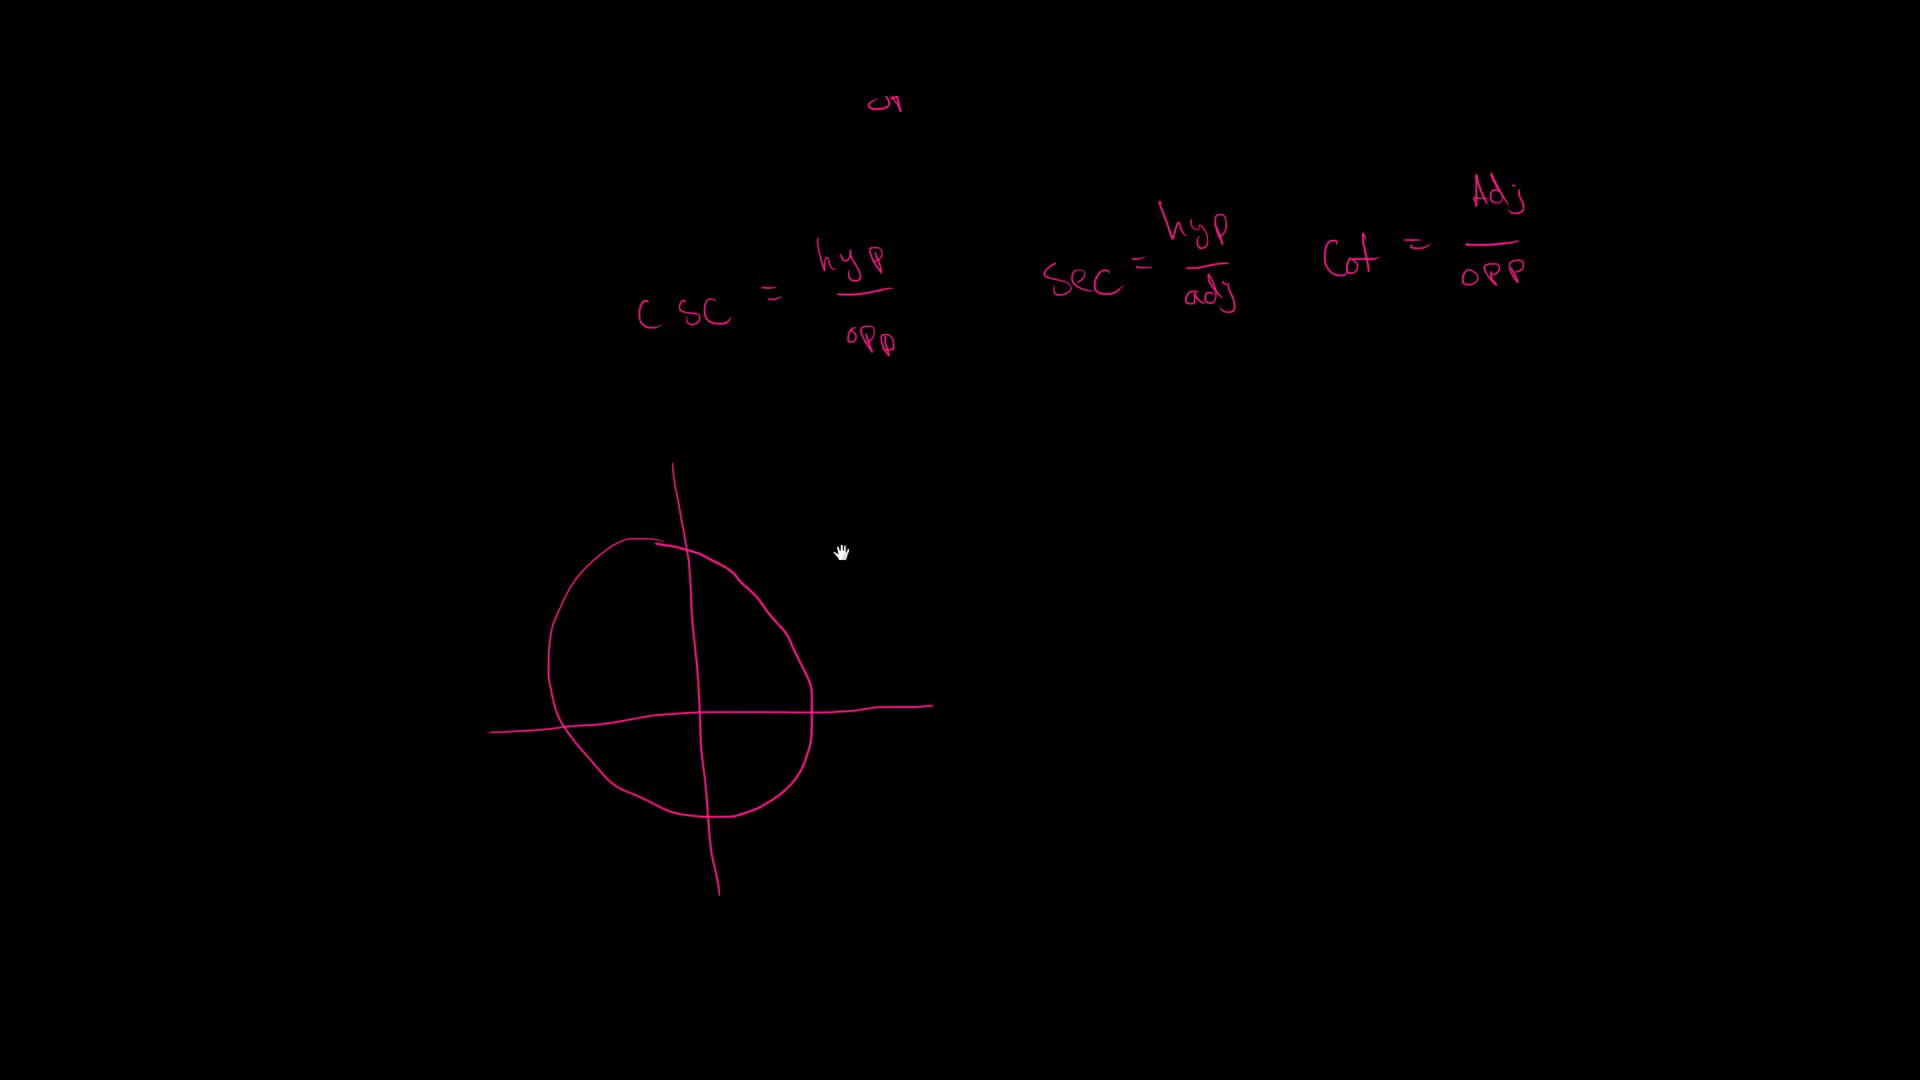 csc = hyp/opp
sec = hyp/adj
Cot = Adj/opp